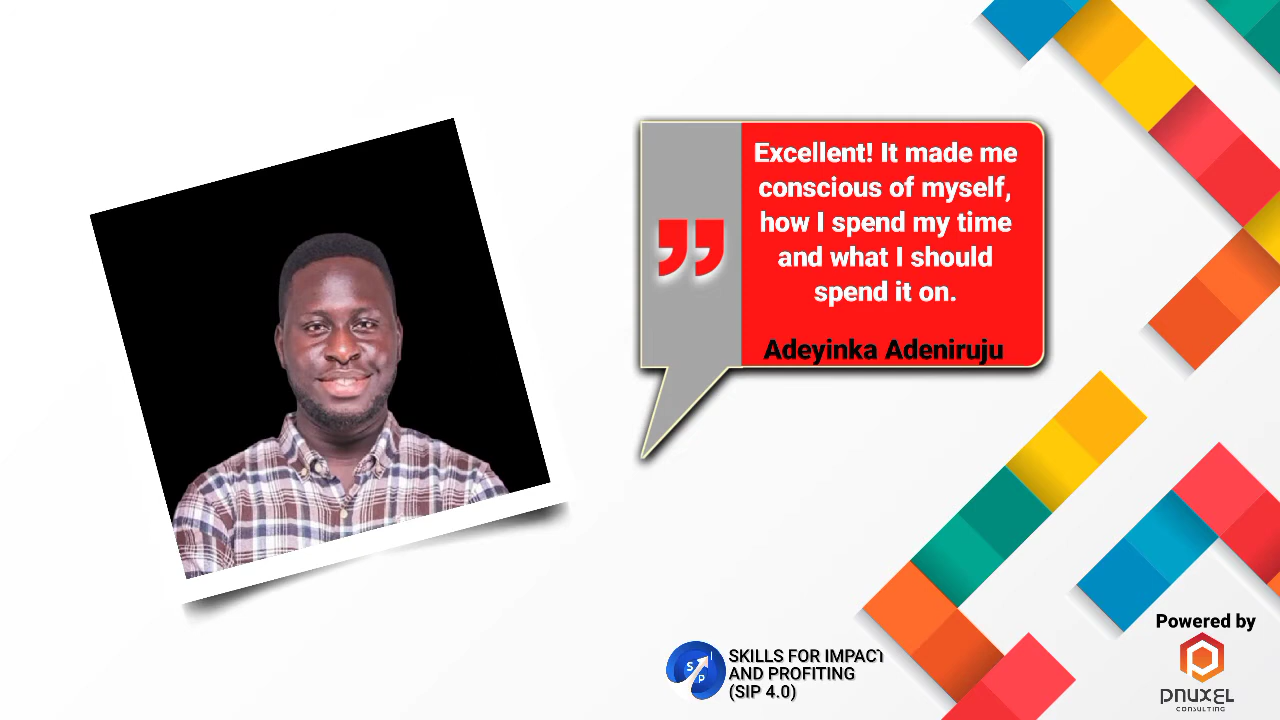 Excellent! It made me
conscious of myself,
how I spend my time
and what I should
spend it on.
Adeyinka Adeniruju
SKILLS FOR IMPACT
AND PROFITING
(SIP 4.0)
S I
P
Powered by
PNUXEL
CONSULTING